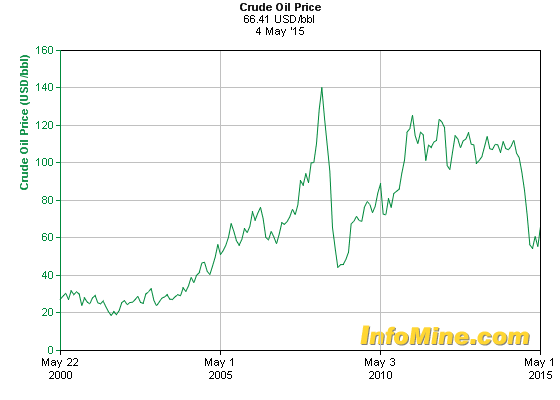 Crude Oil Price
66.41 USD/bbl
4 May '15
Crude Oil Price (USD/bbl)
160
140
120
100
80
60
40
20
0
InfoMine.com
May 22 May 1 May 3 May 1
2000 2005 2010 2015